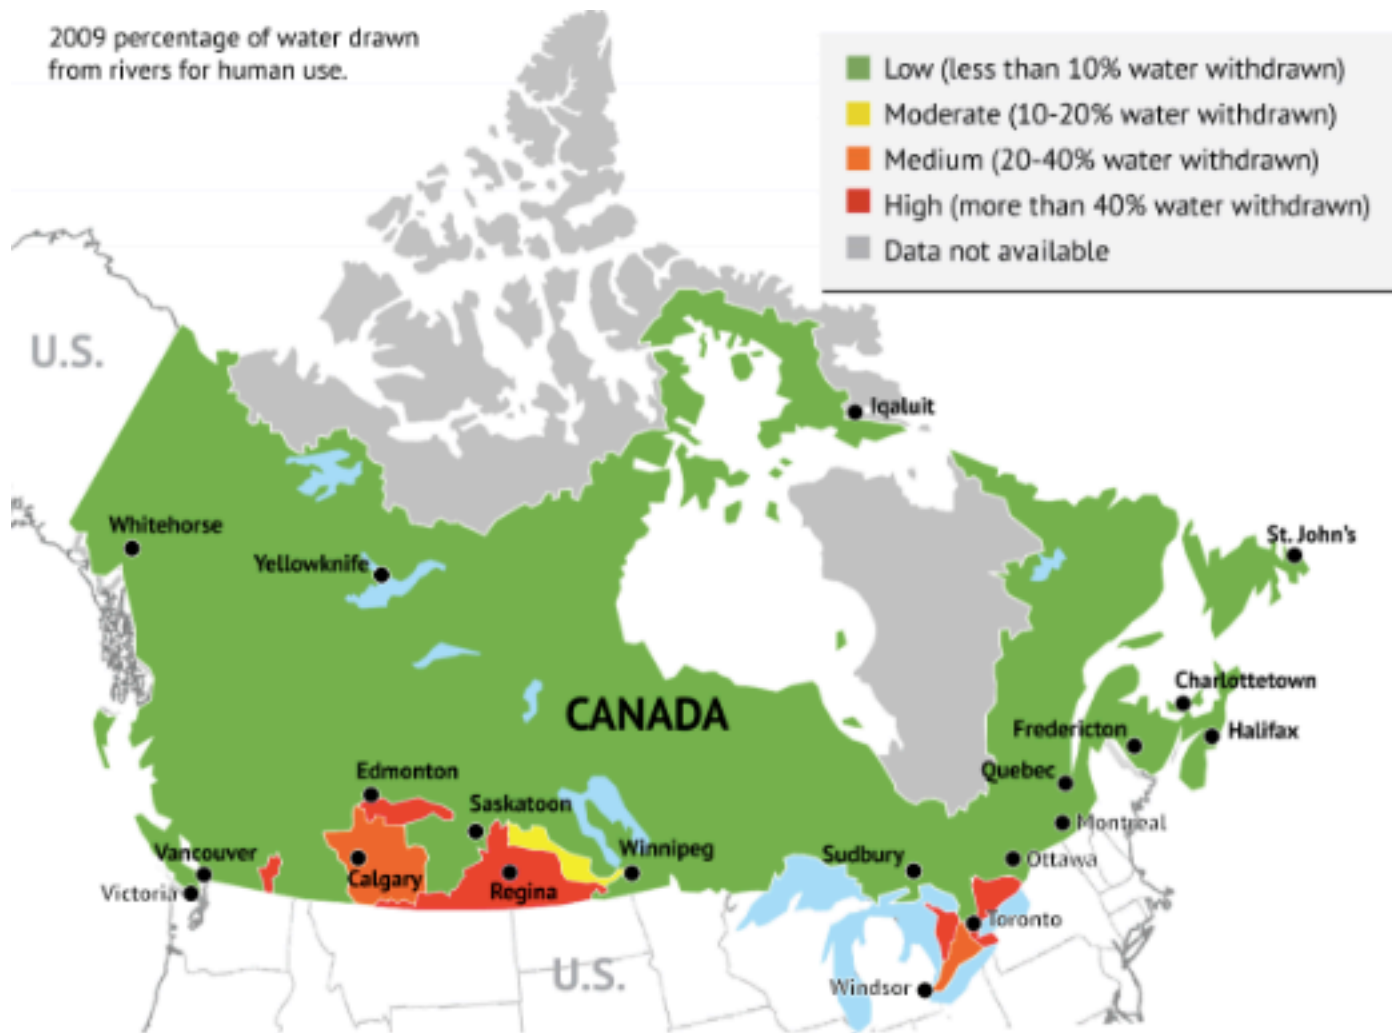 2009 percentage of water drawn
from rivers for human use.
Low (less than 10% water withdrawn)
Moderate (10-20% water withdrawn)
Medium (20-40% water withdrawn)
High (more than 40% water withdrawn)
Data not available
U.S.
Iqaluit
Whitehorse
Yellowknife
St. John's
CANADA
Charlottetown
Fredericton
Halifax
Quebec
Edmonton
Saskatoon
Montreal
Vancouver
Winnipeg
Sudbury
Ottawa
Calgary
Regina
Victoria
Toronto
U.S.
Windsor